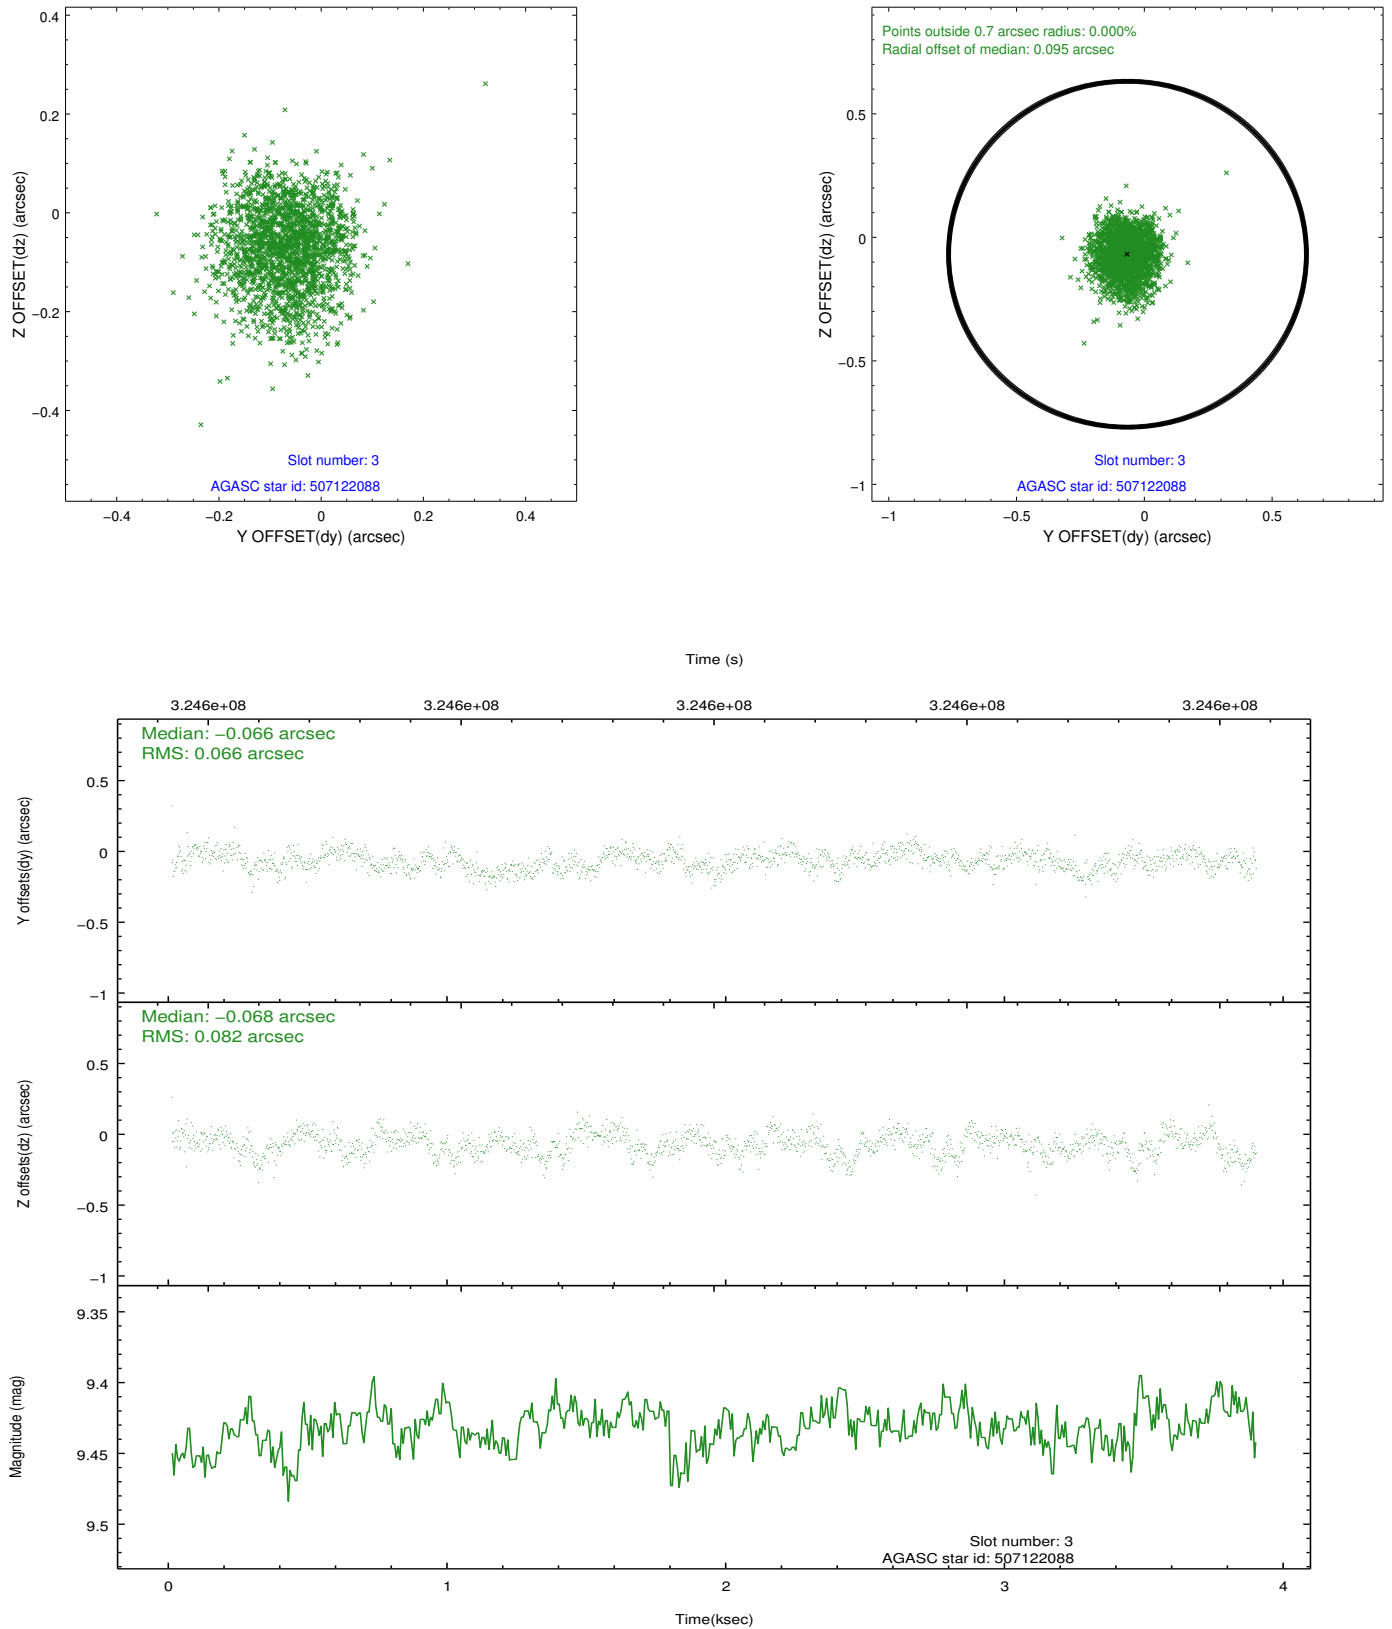 0.4
0.2
0
−0.2
−0.4
Z OFFSET(dz) (arcsec)
Slot number: 3
AGASC star id: 507122088
−0.4 −0.2 0 0.2 0.4
Y OFFSET(dy) (arcsec)
Points outside 0.7 arcsec radius: 0.000%
Radial offset of median: 0.095 arcsec
0.5
0
−0.5
−1
Z OFFSET(dz) (arcsec)
Slot number: 3
AGASC star id: 507122088
−1 −0.5 0 0.5
Y OFFSET(dy) (arcsec)
Time (s)
3.246e+08 3.246e+08 3.246e+08 3.246e+08 3.246e+08
Median: −0.066 arcsec
RMS: 0.066 arcsec
0.5
0
−0.5
−1
Y offsets(dy) (arcsec)
Median: −0.068 arcsec
RMS: 0.082 arcsec
0.5
0
−0.5
−1
Z offsets(dz) (arcsec)
9.35
9.4
9.45
9.5
Magnitude (mag)
Slot number: 3
AGASC star id: 507122088
0 1 2 3 4
Time(ksec)